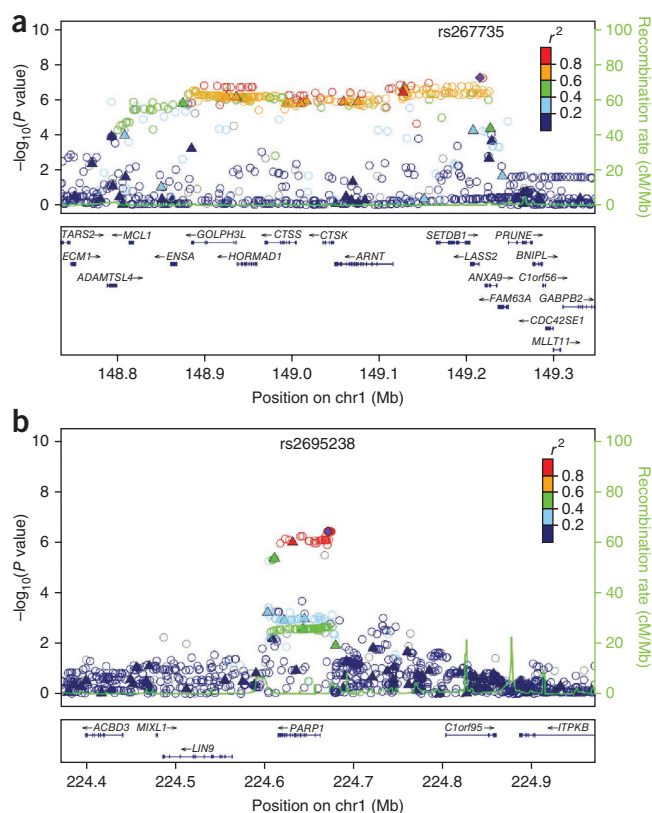 a
rs267735
10
8
6
4
2
0
–log10(P value)
r2
0.8
0.6
0.4
0.2
100
80
60
40
20
0
Recombination rate (cM/Mb)
TARS2→ ←MCL1 ←GOLPH3L ←CTSS ←CTSK SETDB1→ PRUNE→
ECM1→ ←ENSA ←HORMAD1 ←ARNT ←LASS2 BNIPL→
ADAMTSL4→ ANXA9→ C1orf56→
←FAM63A GABPB2→
←CDC42SE1
MLLT11→
148.8 148.9 149.0 149.1 149.2 149.3
Position on chr1 (Mb)
b
rs2695238
10
8
6
4
2
0
–log10(P value)
r2
0.8
0.6
0.4
0.2
100
80
60
40
20
0
Recombination rate (cM/Mb)
←ACBD3 MIXL1→ ←PARP1 C1orf95→ ←ITPKB
←LIN9
224.4 224.5 224.6 224.7 224.8 224.9
Position on chr1 (Mb)